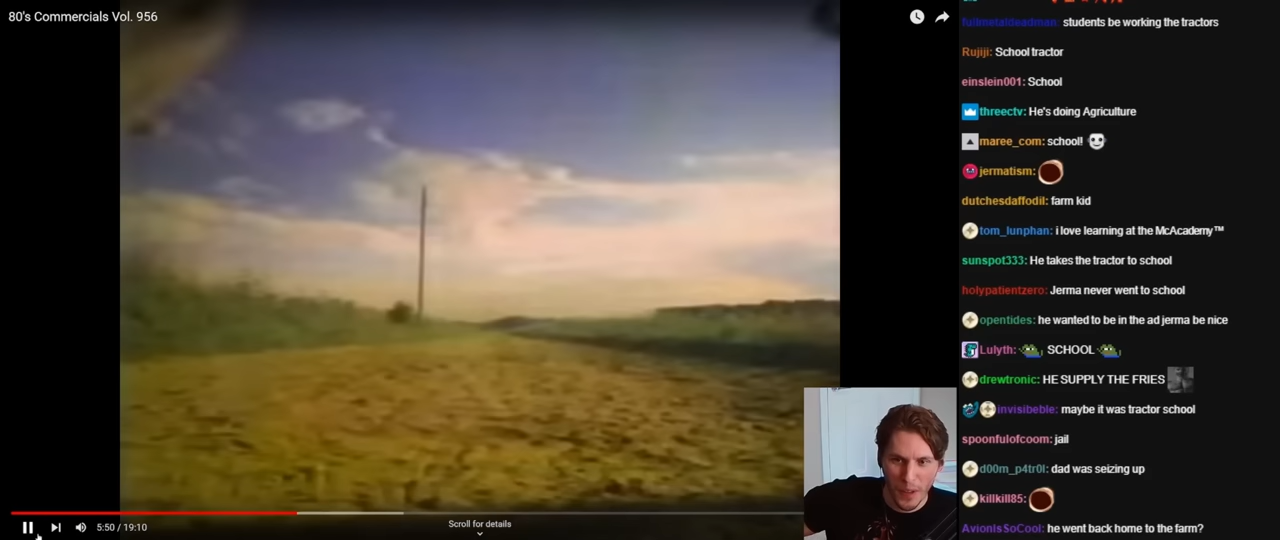 80's Commercials Vol. 956
5:50 / 19:10
Scroll for details
fullmetaldeadman: students be working the tractors
Rujiji: School tractor
einslein001: School
threectv: He's doing Agriculture
maree_com: school!
jermatism:
dutchesdaffodil: farm kid
tom_lunphan: i love learning at the McAcademy™
sunspot333: He takes the tractor to school
holypatientzero: Jerma never went to school
opentides: he wanted to be in the ad jerma be nice
Lulyth: SCHOOL
drewtronic: HE SUPPLY THE FRIES
invisibeble: maybe it was tractor school
spoonfulofcoom: jail
d00m_p4tr0l: dad was seizing up
killkill85:
AvionIsSoCool: he went back home to the farm?